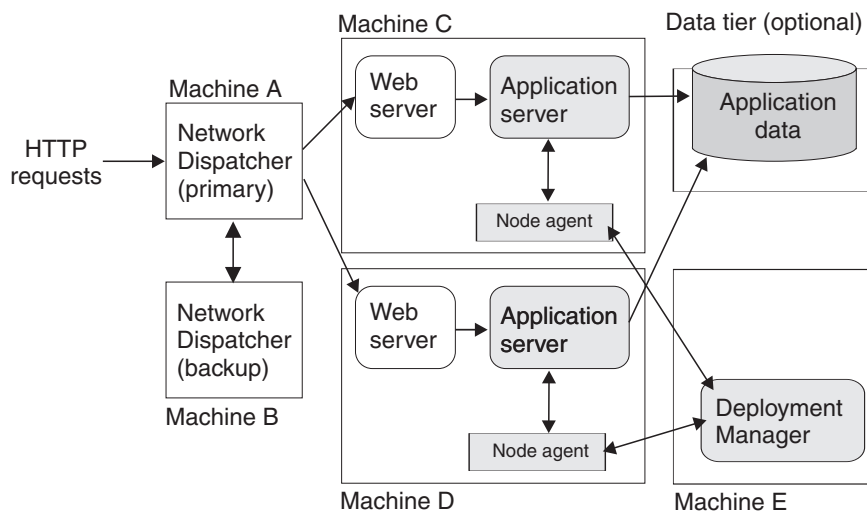 Machine C
Data tier (optional)
Machine A
Web
server
Application
server
Application
data
HTTP
requests
Network
Dispatcher
(primary)
Node agent
Network
Dispatcher
(backup)
Machine B
Web
server
Application
server
Node agent
Deployment
Manager
Machine D
Machine E